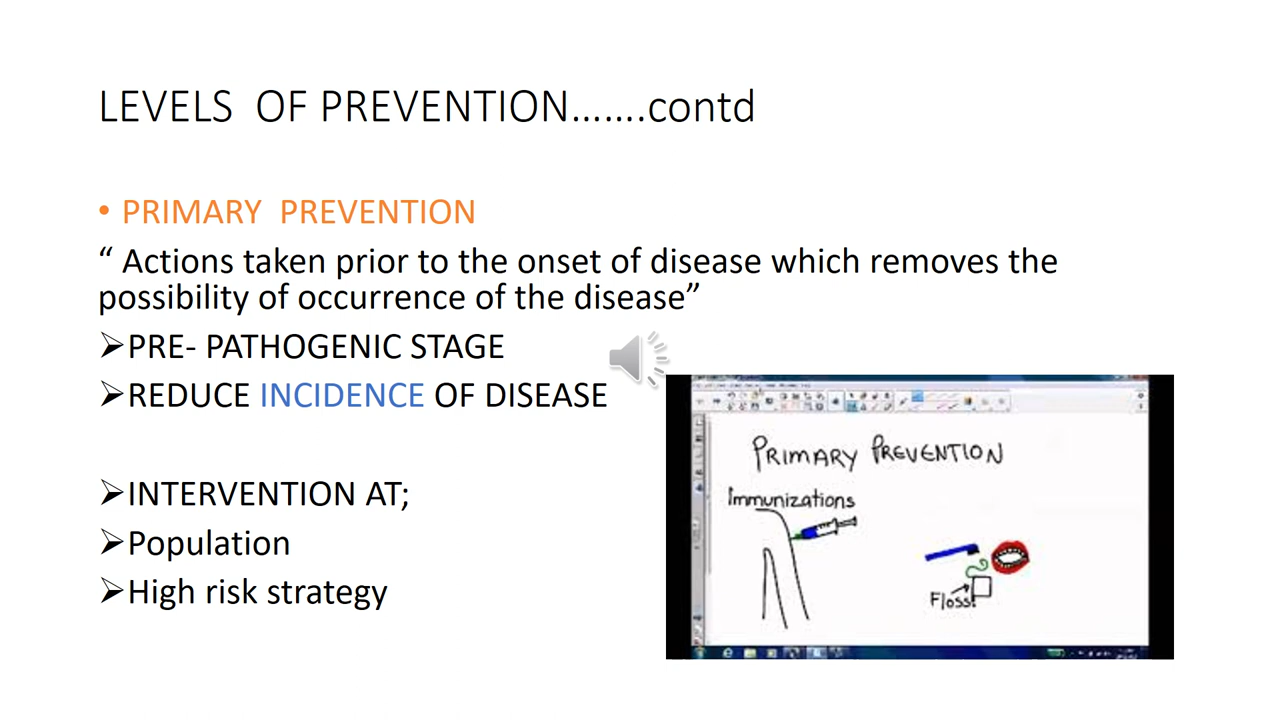 LEVELS OF PREVENTION…….contd
• PRIMARY PREVENTION
“ Actions taken prior to the onset of disease which removes the
possibility of occurrence of the disease”
➢PRE- PATHOGENIC STAGE
➢REDUCE INCIDENCE OF DISEASE
➢INTERVENTION AT;
➢Population
➢High risk strategy
PRIMARY PREVENTION
Immunizations
Floss